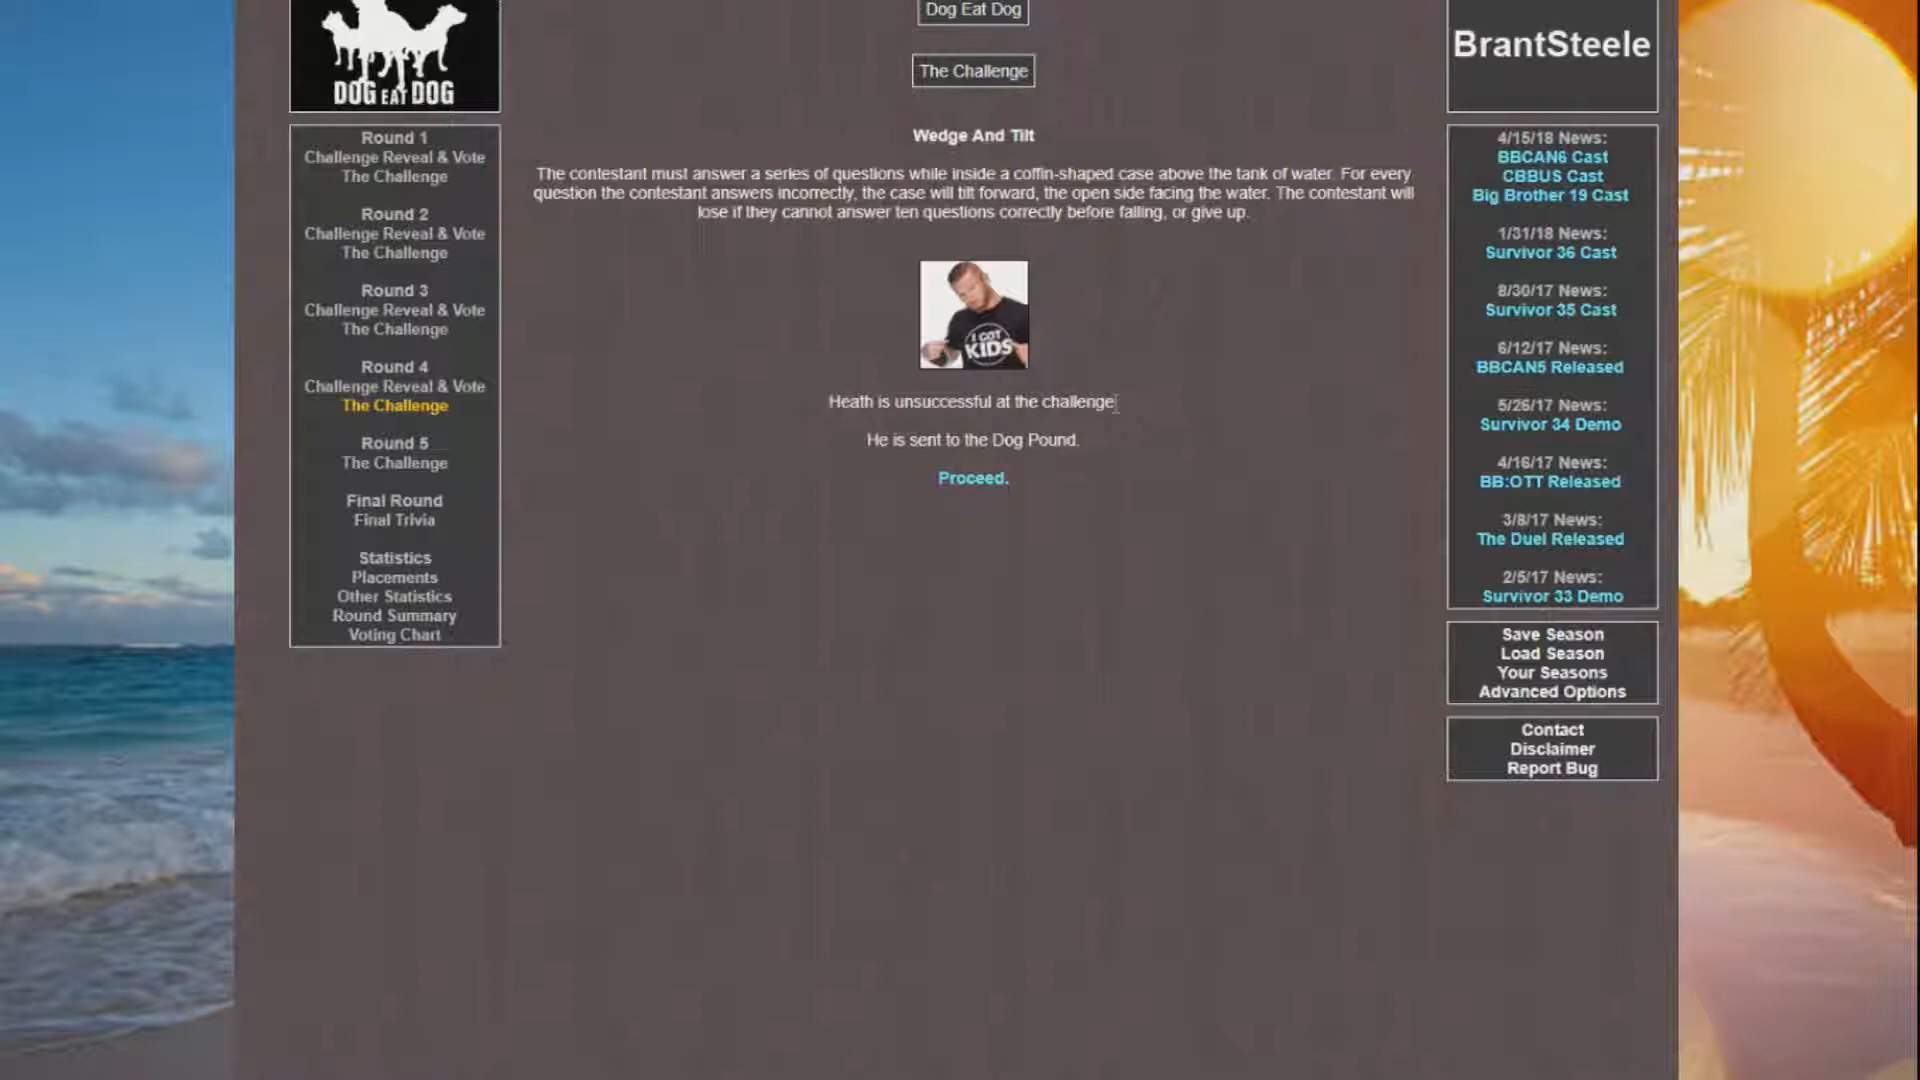 DOG EAT DOG
Round 1
Challenge Reveal & Vote
The Challenge
Round 2
Challenge Reveal & Vote
The Challenge
Round 3
Challenge Reveal & Vote
The Challenge
Round 4
Challenge Reveal & Vote
The Challenge
Round 5
The Challenge
Final Round
Final Trivia
Statistics
Placements
Other Statistics
Round Summary
Voting Chart
Dog Eat Dog
The Challenge
Wedge And Tilt
The contestant must answer a series of questions while inside a coffin-shaped case above the tank of water. For every
question the contestant answers incorrectly, the case will tilt forward, the open side facing the water. The contestant will
lose if they cannot answer ten questions correctly before falling, or give up.
I GOT
KIDS
Heath is unsuccessful at the challenge.
He is sent to the Dog Pound.
Proceed.
BrantSteele
4/15/18 News:
BBCAN6 Cast
CBBUS Cast
Big Brother 19 Cast
1/31/18 News:
Survivor 36 Cast
8/30/17 News:
Survivor 35 Cast
6/12/17 News:
BBCAN5 Released
5/26/17 News:
Survivor 34 Demo
4/16/17 News:
BB:OTT Released
3/8/17 News:
The Duel Released
2/5/17 News:
Survivor 33 Demo
Save Season
Load Season
Your Seasons
Advanced Options
Contact
Disclaimer
Report Bug